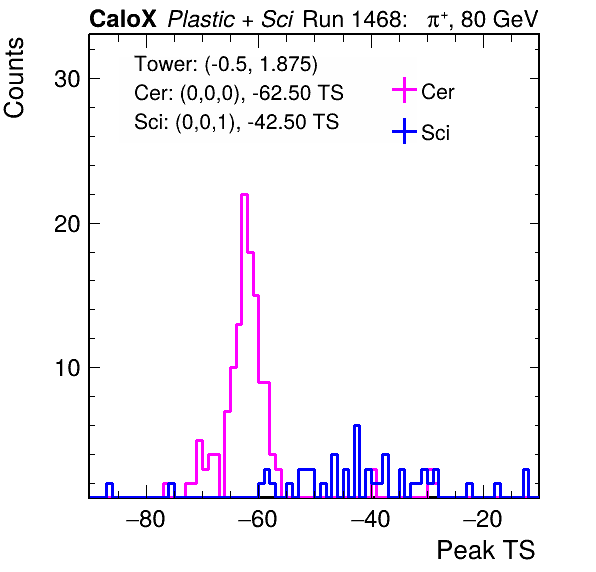 CaloX Plastic + Sci Run 1468: π+, 80 GeV
Tower: (-0.5, 1.875)
Cer: (0,0,0), -62.50 TS
Sci: (0,0,1), -42.50 TS
Cer
Sci
Counts
30
20
10
−80 −60 −40 −20
Peak TS